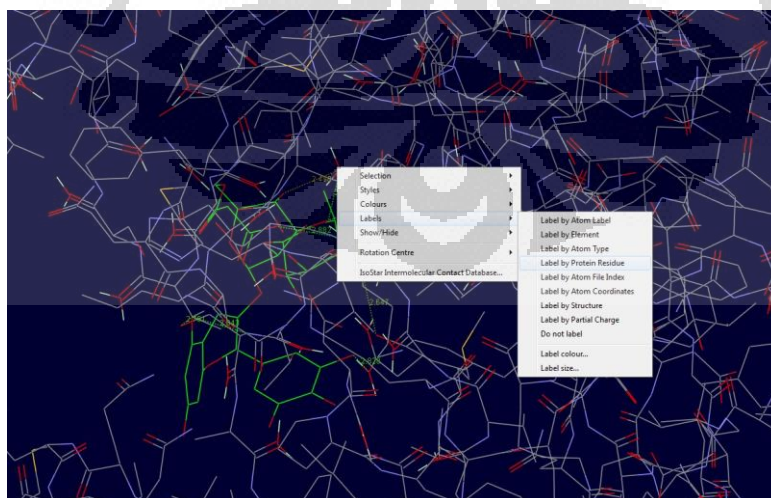 Selection
Styles
Colours
Labels
Show/Hide
Rotation Centre
IsoStar Intermolecular Contact Database...
Label by Atom Label
Label by Element
Label by Atom Type
Label by Protein Residue
Label by Atom File Index
Label by Atom Coordinates
Label by Structure
Label by Partial Charge
Do not label
Label colour...
Label size...